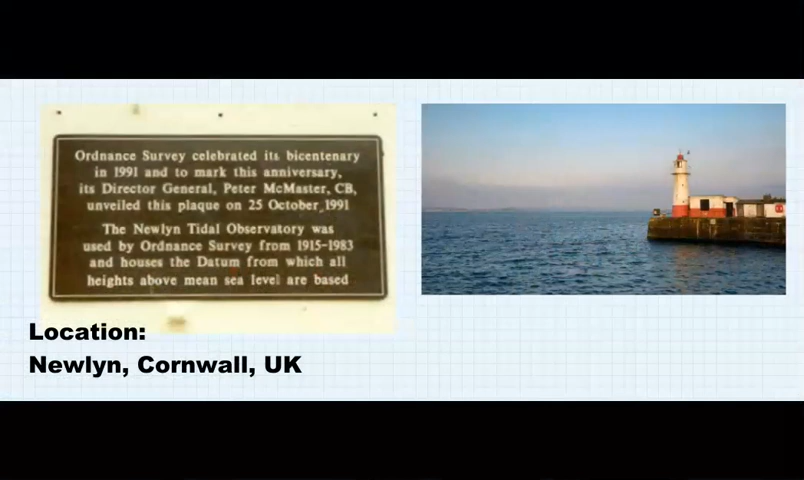 Ordnance Survey celebrated its bicentenary
in 1991 and to mark this anniversary,
its Director General, Peter McMaster, CB,
unveiled this plaque on 25 October, 1991
The Newlyn Tidal Observatory was
used by Ordnance Survey from 1915-1983
and houses the Datum from which all
heights above mean sea level are based
Location:
Newlyn, Cornwall, UK